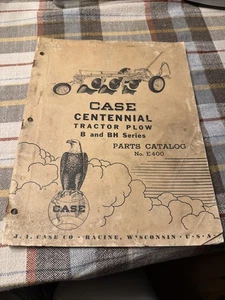 CASE
CENTENNIAL
TRACTOR PLOW
B and BH Series
PARTS CATALOG
No. E400
CASE
J. I. CASE CO · RACINE, WISCONSIN · U·S·A·